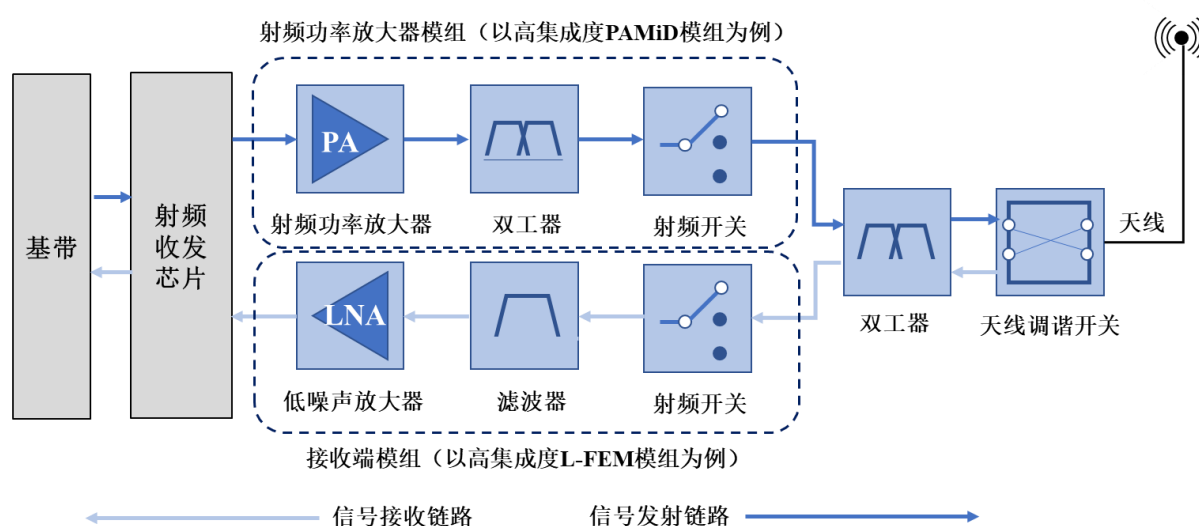 射频功率放大器模组（以高集成度PAMiD模组为例）
基带
射频
收发
芯片
PA
射频功率放大器
双工器
射频开关
LNA
低噪声放大器
滤波器
射频开关
双工器
天线调谐开关
天线
接收端模组（以高集成度L-FEM模组为例）
信号接收链路
信号发射链路